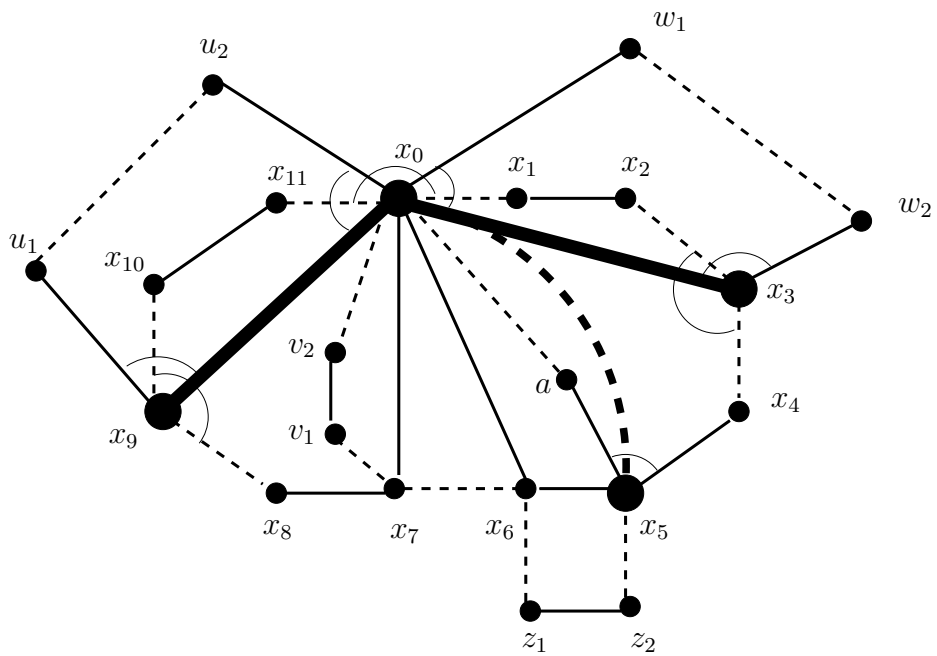 w₁
u₂
x₀
x₁
x₂
x₁₁
w₂
u₁
x₁₀
x₃
v₂
a
x₄
v₁
x₉
x₈
x₇
x₆
x₅
z₁
z₂